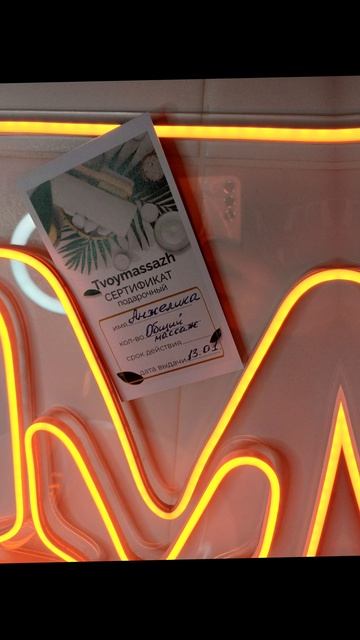 Tvoymassazh
СЕРТИФИКАТ
подарочный
имя Анжелика
кол-во Общий
массаж
срок действия
дата выдачи 13.01